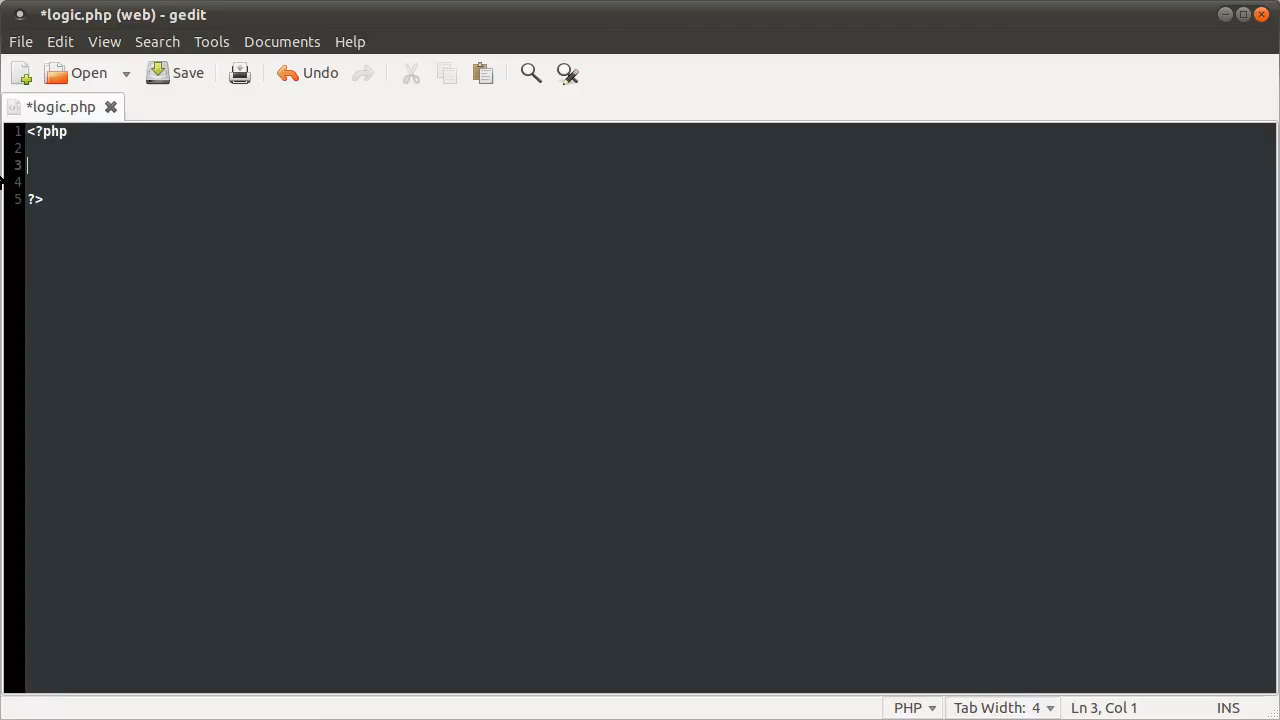 *logic.php (web) - gedit
File Edit View Search Tools Documents Help
Open Save Undo
*logic.php
1 <?php
2
3
4
5 ?>
PHP Tab Width: 4 Ln 3, Col 1 INS